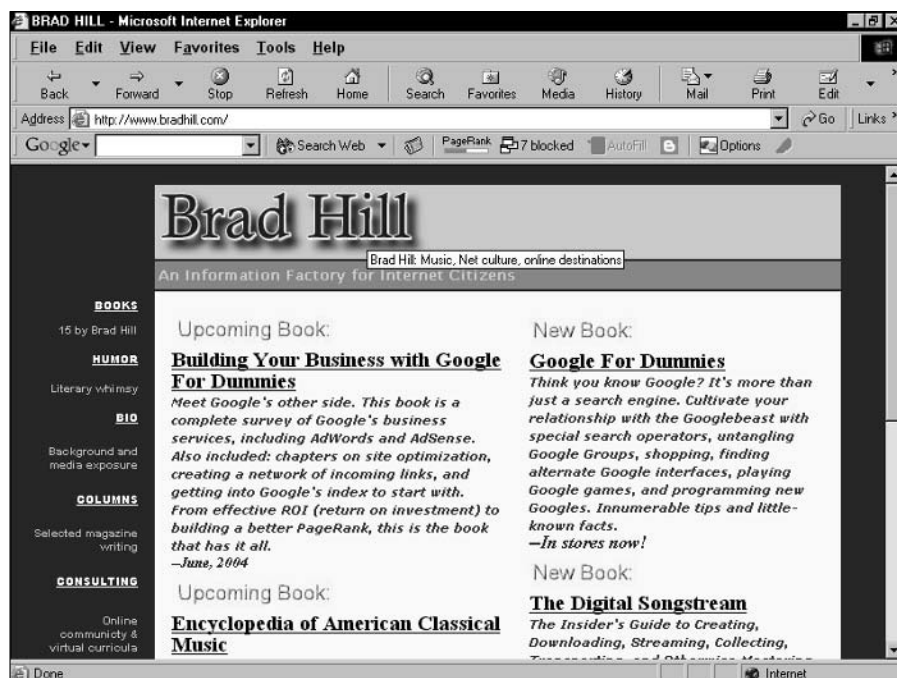 BRAD HILL - Microsoft Internet Explorer
File Edit View Favorites Tools Help
Back Forward Stop Refresh Home Search Favorites Media History Mail Print Edit
Address http://www.bradhill.com/ Go Links
Google Search Web PageRank 7 blocked AutoFill Options
Brad Hill
Brad Hill: Music, Net culture, online destinations
An Information Factory for Internet Citizens
BOOKS
15 by Brad Hill
HUMOR
Literary whimsy
BIO
Background and
media exposure
COLUMNS
Selected magazine
writing
CONSULTING
Online
communicty &
virtual curricula
Upcoming Book:
Building Your Business with Google
For Dummies
Meet Google's other side. This book is a
complete survey of Google's business
services, including AdWords and AdSense.
Also included: chapters on site optimization,
creating a network of incoming links, and
getting into Google's index to start with.
From effective ROI (return on investment) to
building a better PageRank, this is the book
that has it all.
—June, 2004
Upcoming Book:
Encyclopedia of American Classical
Music
New Book:
Google For Dummies
Think you know Google? It's more than
just a search engine. Cultivate your
relationship with the Googlebeast with
special search operators, untangling
Google Groups, shopping, finding
alternate Google interfaces, playing
Google games, and programming new
Googles. Innumerable tips and little-
known facts.
—In stores now!
New Book:
The Digital Songstream
The Insider's Guide to Creating,
Downloading, Streaming, Collecting,
Done Internet